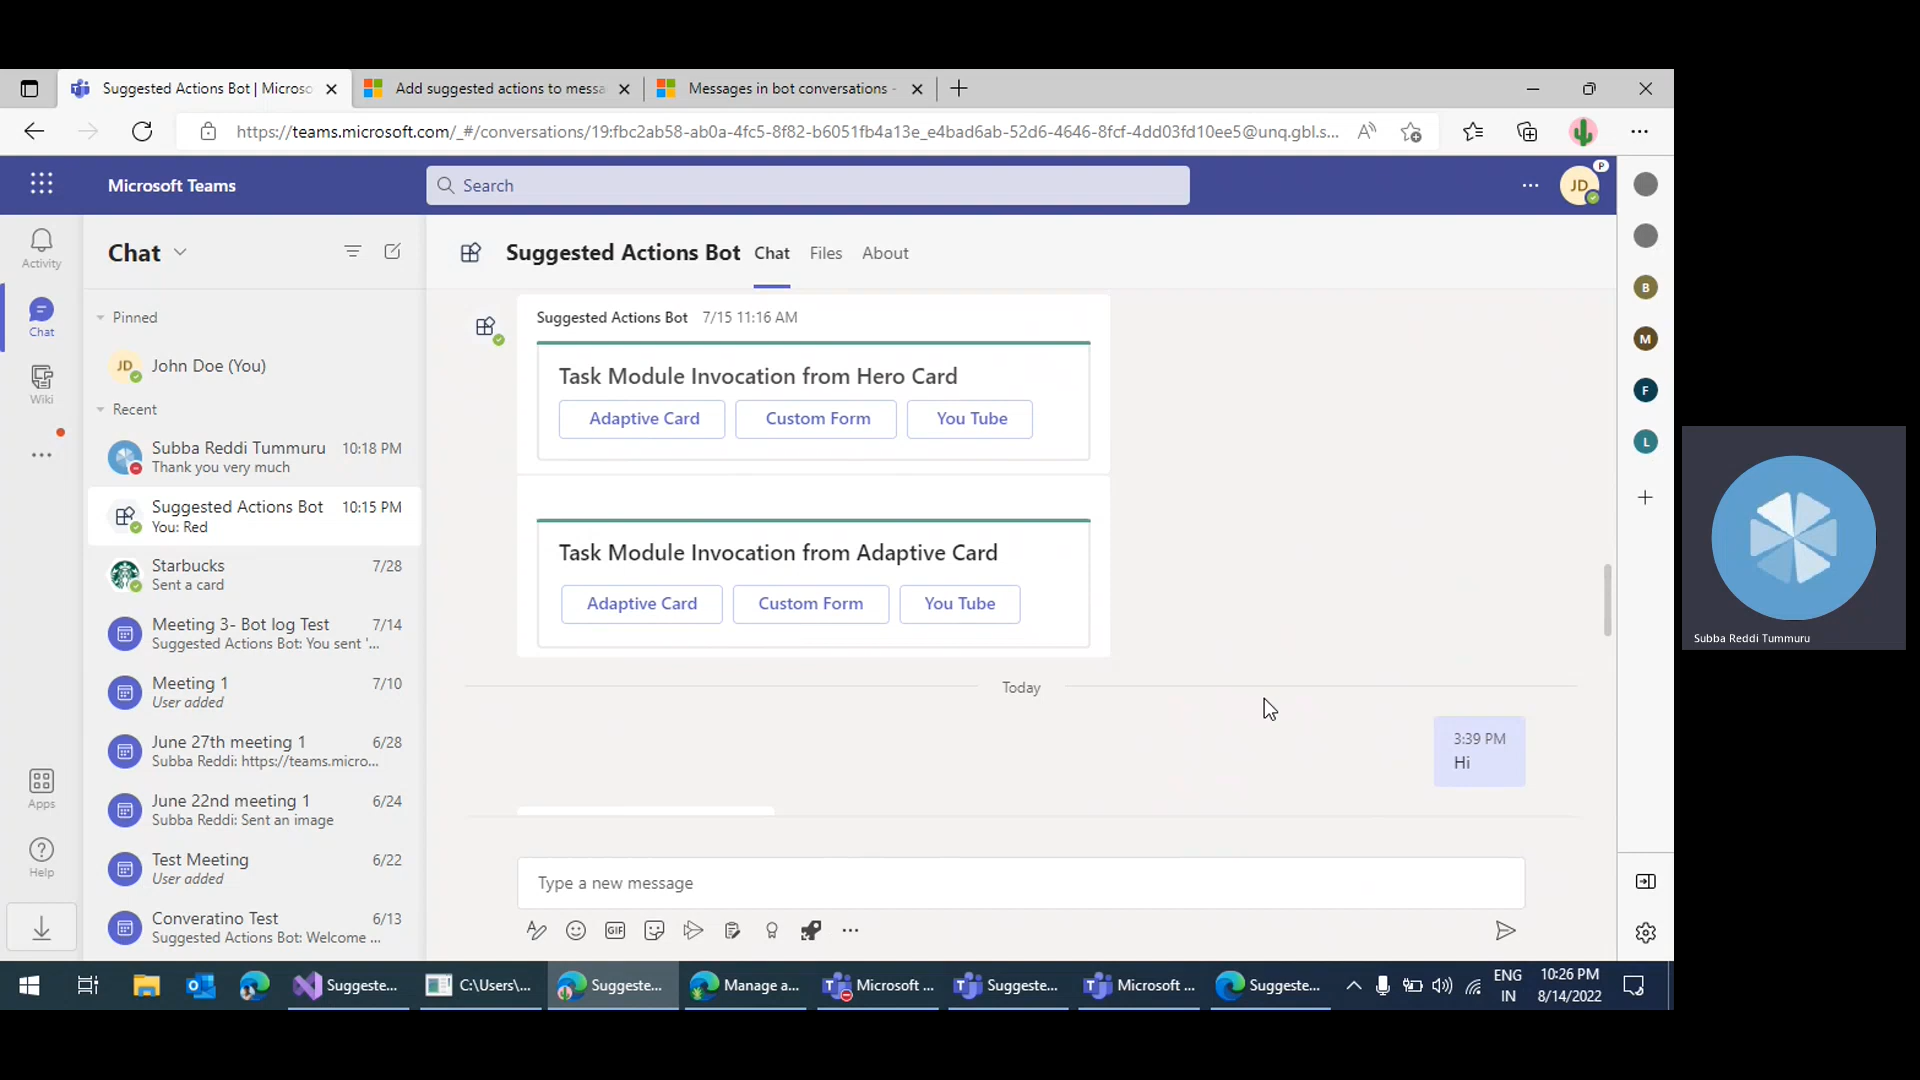 Suggested Actions Bot | Microso
Add suggested actions to messa
Messages in bot conversations -
https://teams.microsoft.com/_#/conversations/19:fbc2ab58-ab0a-4fc5-8f82-b6051fb4a13e_e4bad6ab-52d6-4646-8fcf-4dd03fd10ee5@unq.gbl.s...
Microsoft Teams
Search
JD
P
Activity
Chat
Wiki
Apps
Help
Chat
Pinned
JD
John Doe (You)
Recent
Subba Reddi Tummuru 10:18 PM
Thank you very much
Suggested Actions Bot 10:15 PM
You: Red
Starbucks 7/28
Sent a card
Meeting 3- Bot log Test 7/14
Suggested Actions Bot: You sent '...
Meeting 1 7/10
User added
June 27th meeting 1 6/28
Subba Reddi: https://teams.micro...
June 22nd meeting 1 6/24
Subba Reddi: Sent an image
Test Meeting 6/22
User added
Converatino Test 6/13
Suggested Actions Bot: Welcome ...
Suggested Actions Bot Chat Files About
Suggested Actions Bot 7/15 11:16 AM
Task Module Invocation from Hero Card
Adaptive Card Custom Form You Tube
Task Module Invocation from Adaptive Card
Adaptive Card Custom Form You Tube
Today
3:39 PM
Hi
Type a new message
GIF
B
M
F
L
Subba Reddi Tummuru
Suggeste... C:\Users\... Suggeste... Manage a... Microsoft ... Suggeste... Microsoft ... Suggeste...
ENG
IN
10:26 PM
8/14/2022